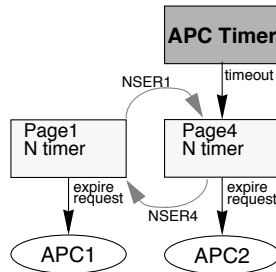 APC Timer
timeout
NSER1
Page1
N timer
Page4
N timer
expire
request
NSER4
expire
request
APC1
APC2